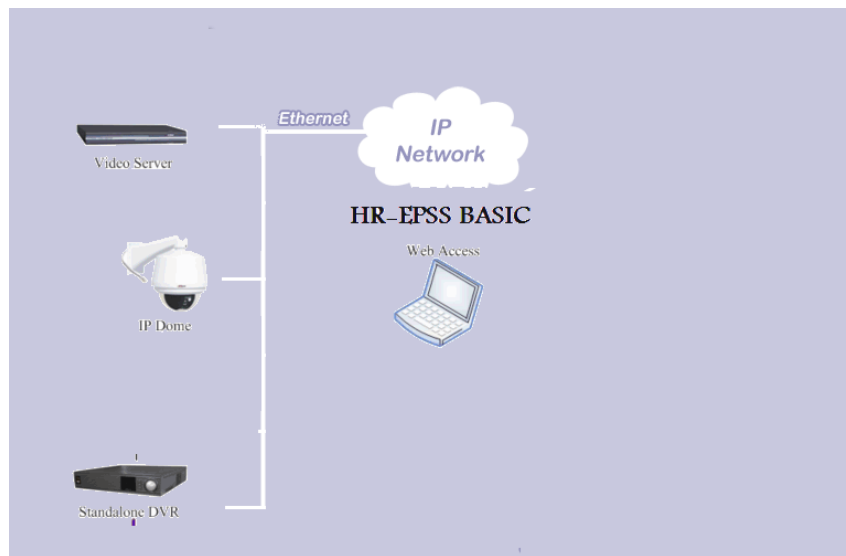 Ethernet
IP
Network
Video Server
HR-EPSS BASIC
Web Access
IP Dome
Standalone DVR